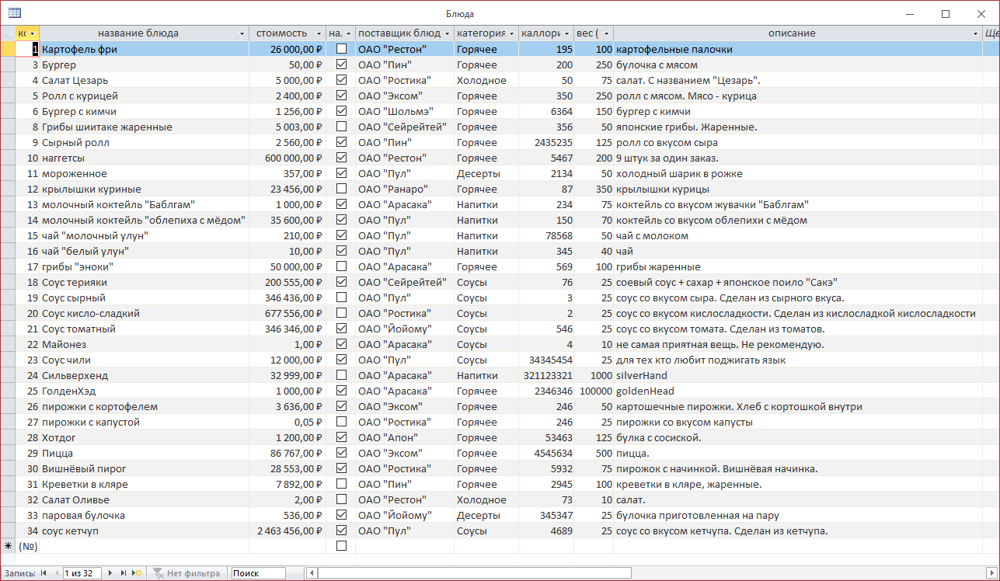 Блюда
кс название блюда стоимость на. поставщик блюд категория каллори вес ( описание Ще
1 Картофель фри 26 000,00 ₽ ОАО "Рестон" Горячее 195 100 картофельные палочки
3 Бургер 50,00 ₽ ОАО "Пин" Горячее 200 250 булочка с мясом
4 Салат Цезарь 5 000,00 ₽ ОАО "Ростика" Холодное 50 75 салат. С названием "Цезарь".
5 Ролл с курицей 2 400,00 ₽ ОАО "Эксом" Горячее 350 250 ролл с мясом. Мясо - курица
6 Бургер с кимчи 1 256,00 ₽ ОАО "Шольмэ" Горячее 6364 150 бургер с кимчи
8 Грибы шиитаке жаренные 5 003,00 ₽ ОАО "Сейрейтей" Горячее 356 50 японские грибы. Жаренные.
9 Сырный ролл 2 560,00 ₽ ОАО "Пин" Горячее 2435235 125 ролл со вкусом сыра
10 наггетсы 600 000,00 ₽ ОАО "Рестон" Горячее 5467 200 9 штук за один заказ.
11 мороженное 357,00 ₽ ОАО "Пул" Десерты 2134 50 холодный шарик в рожке
12 крылышки куриные 23 456,00 ₽ ОАО "Ранаро" Горячее 87 350 крылышки курицы
13 молочный коктейль "Баблгам" 1 000,00 ₽ ОАО "Арасака" Напитки 234 75 коктейль со вкусом жувачки "Баблгам"
14 молочный коктейль "облепиха с мёдом" 35 600,00 ₽ ОАО "Пул" Напитки 150 70 коктейль со вкусом облепихи с мёдом
15 чай "молочный улун" 210,00 ₽ ОАО "Пул" Напитки 78568 50 чай с молоком
16 чай "белый улун" 10,00 ₽ ОАО "Пул" Напитки 345 40 чай
17 грибы "эноки" 50 000,00 ₽ ОАО "Арасака" Горячее 569 100 грибы жаренные
18 Соус терияки 200 555,00 ₽ ОАО "Сейрейтей" Соусы 76 25 соевый соус + сахар + японское поило "Сакэ"
19 Соус сырный 346 436,00 ₽ ОАО "Пул" Соусы 3 25 соус со вкусом сыра. Сделан из сырного вкуса.
20 Соус кисло-сладкий 677 556,00 ₽ ОАО "Ростика" Соусы 2 25 соус со вкусом кислосладкости. Сделан из кислосладкой кислосладкости
21 Соус томатный 346 346,00 ₽ ОАО "Йойому" Соусы 546 25 соус со вкусом томата. Сделан из томатов.
22 Майонез 1,00 ₽ ОАО "Арасака" Соусы 4 10 не самая приятная вещь. Не рекомендую.
23 Соус чили 12 000,00 ₽ ОАО "Пул" Соусы 34345454 25 для тех кто любит поджигать язык
24 Сильверхенд 32 999,00 ₽ ОАО "Арасака" Напитки 321123321 1000 silverHand
25 ГолденХэд 1 000,00 ₽ ОАО "Арасака" Горячее 2346346 100000 goldenHead
26 пирожки с кортофелем 3 636,00 ₽ ОАО "Эксом" Горячее 246 50 картошечные пирожки. Хлеб с кортошкой внутри
27 пирожки с капустой 0,05 ₽ ОАО "Ростика" Горячее 246 25 пирожки со вкусом капусты
28 Хотдог 1 200,00 ₽ ОАО "Апон" Горячее 53463 125 булка с сосиской.
29 Пицца 86 767,00 ₽ ОАО "Эксом" Горячее 4545634 500 пицца.
30 Вишнёвый пирог 28 553,00 ₽ ОАО "Ростика" Горячее 5932 75 пирожок с начинкой. Вишнёвая начинка.
31 Креветки в кляре 7 892,00 ₽ ОАО "Пин" Горячее 2945 100 креветки в кляре, жаренные.
32 Салат Оливье 2,00 ₽ ОАО "Рестон" Холодное 73 10 салат.
33 паровая булочка 536,00 ₽ ОАО "Йойому" Десерты 345347 25 булочка приготовленная на пару
34 соус кетчуп 2 463 456,00 ₽ ОАО "Пул" Соусы 4689 25 соус со вкусом кетчупа. Сделан из кетчупа.
(№)
Запись: 1 из 32 Нет фильтра Поиск